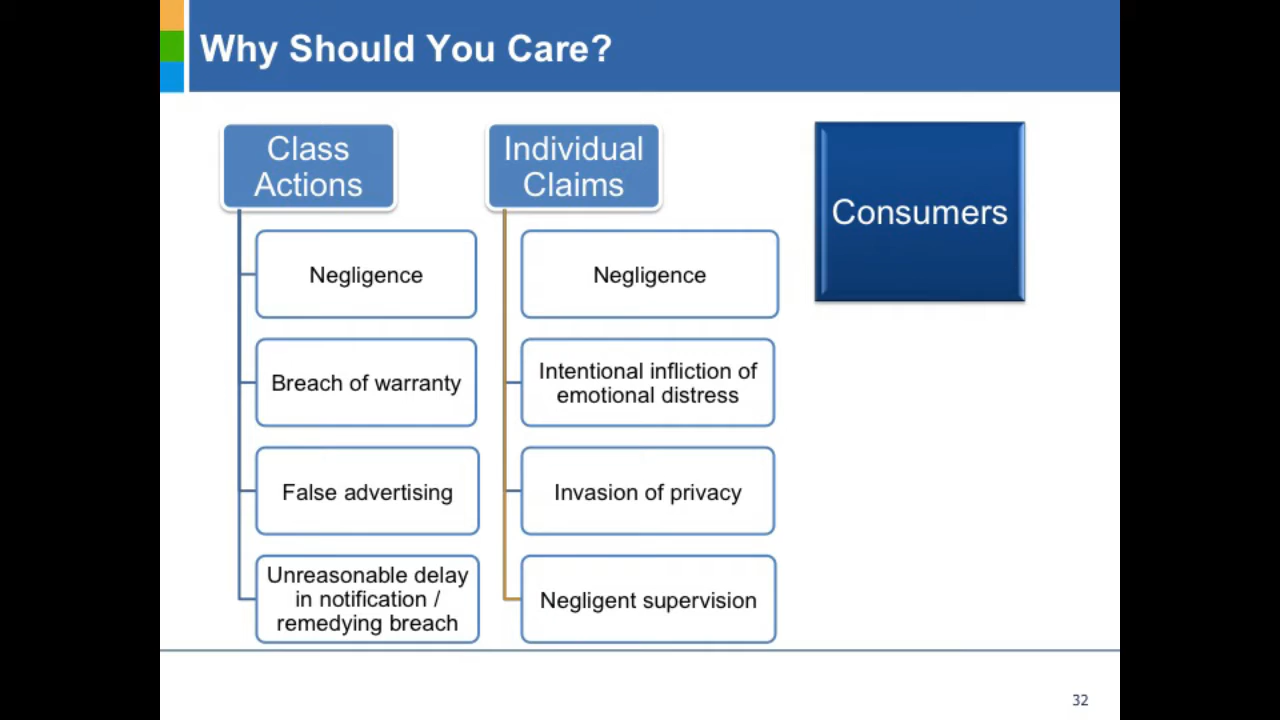 Why Should You Care?
Class
Actions
Negligence
Breach of warranty
False advertising
Unreasonable delay
in notification /
remedying breach
Individual
Claims
Negligence
Intentional infliction of
emotional distress
Invasion of privacy
Negligent supervision
Consumers
32